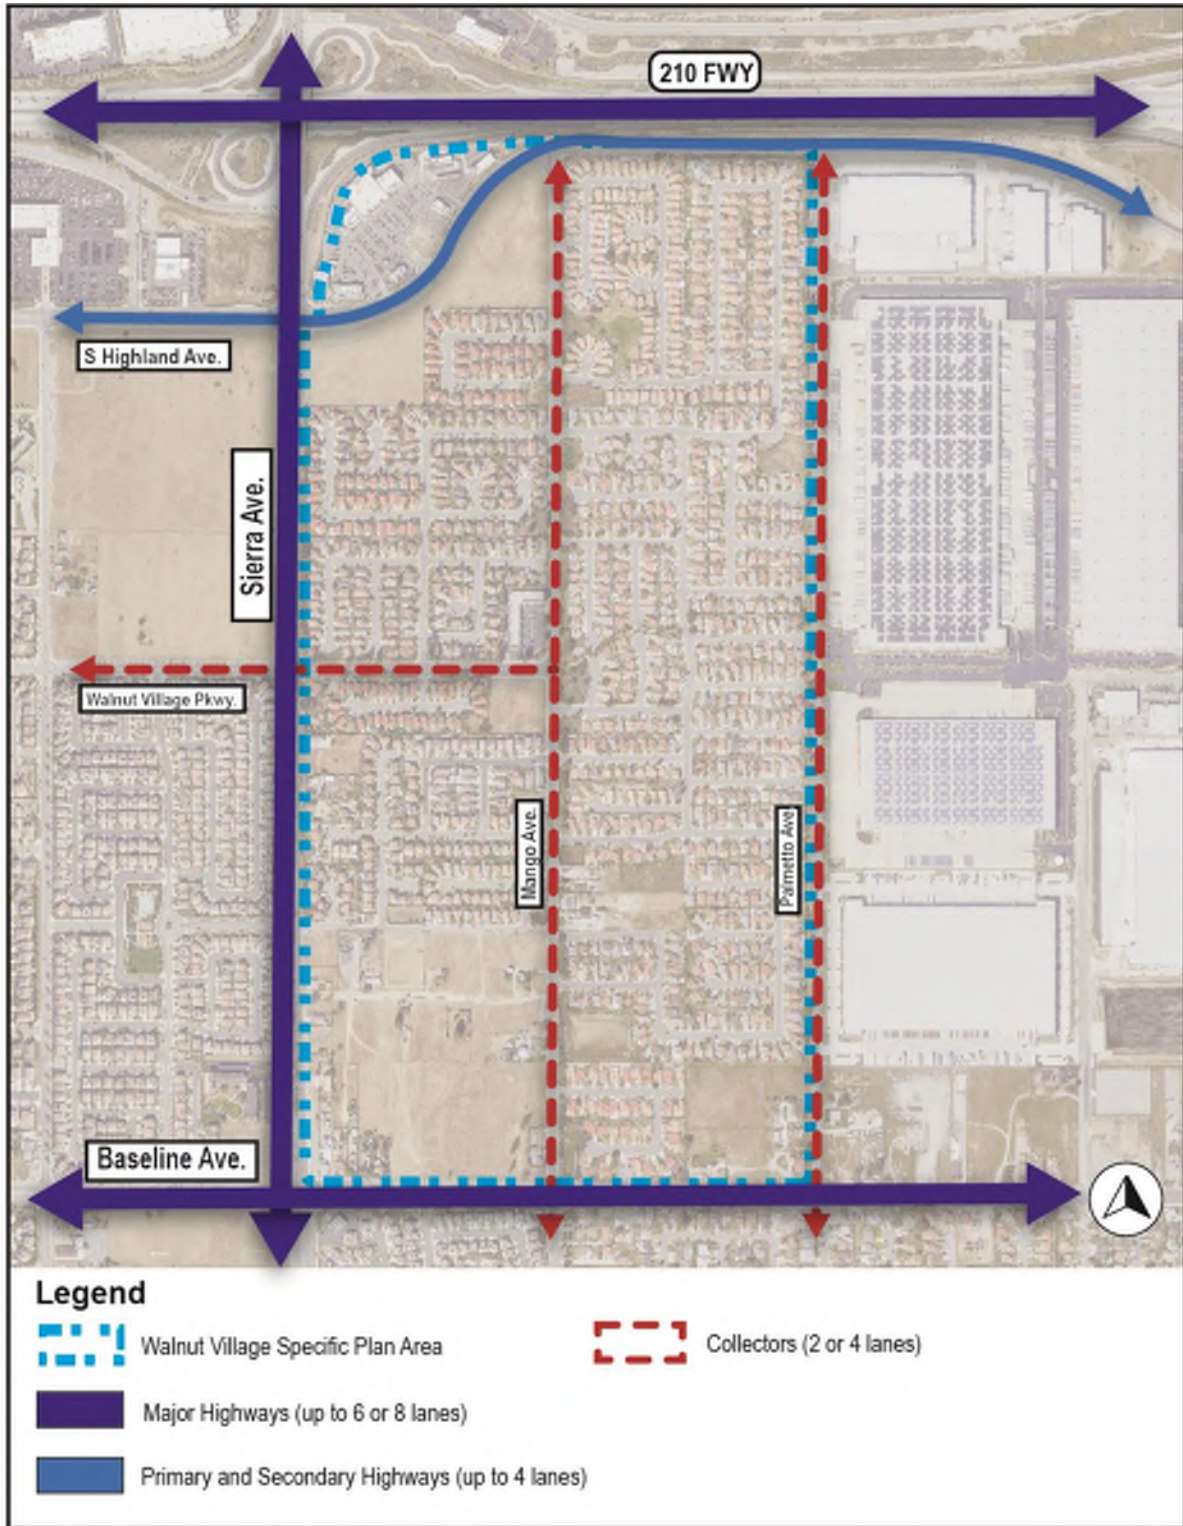 210 FWY
S Highland Ave.
Sierra Ave.
Walnut Village Pkwy.
Mango Ave.
Palmetto Ave
Baseline Ave.
Legend
Walnut Village Specific Plan Area
Collectors (2 or 4 lanes)
Major Highways (up to 6 or 8 lanes)
Primary and Secondary Highways (up to 4 lanes)